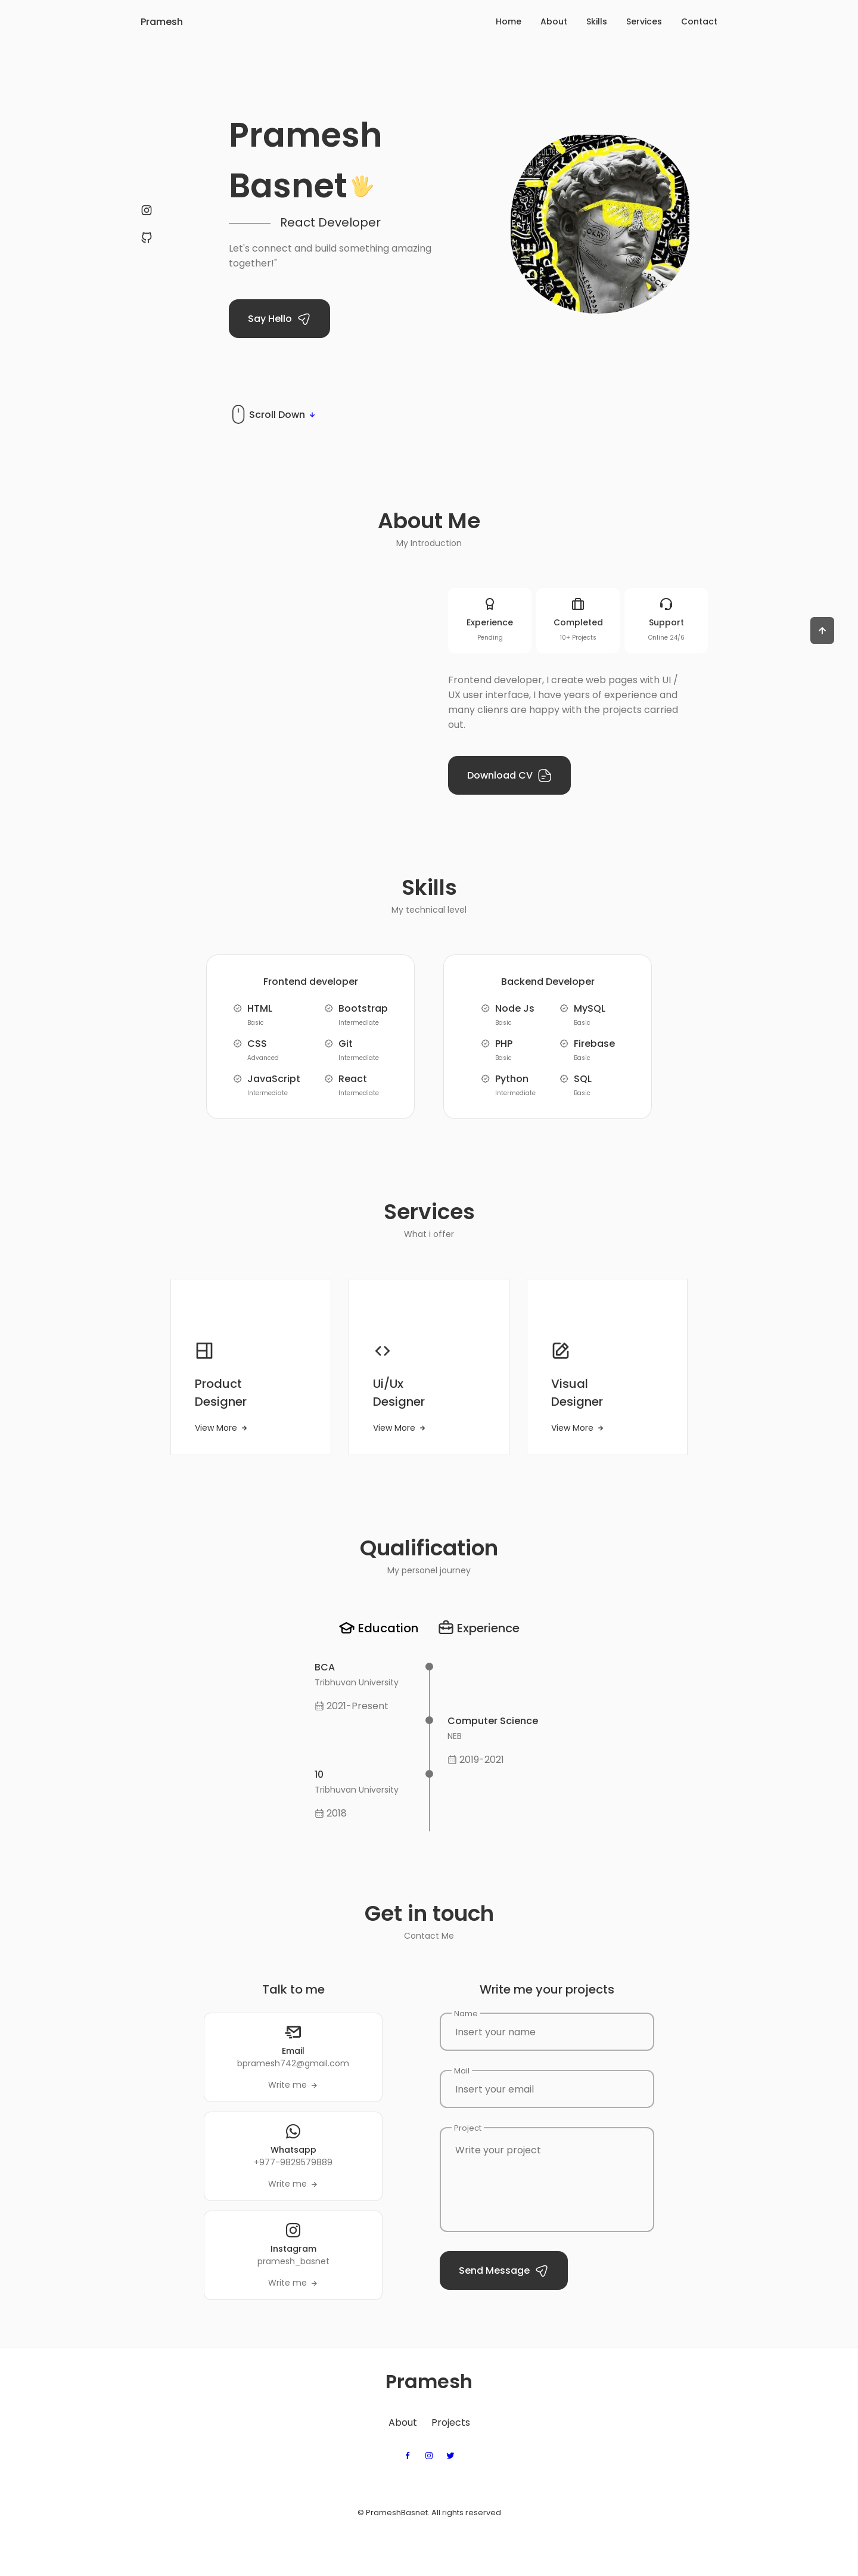 Pramesh
Home About Skills Services Contact
Pramesh
Basnet
React Developer
Let's connect and build something amazing
together!"
Say Hello
Scroll Down
About Me
My Introduction
Experience
Pending
Completed
10+ Projects
Support
Online 24/6
Frontend developer, I create web pages with UI /
UX user interface, I have years of experience and
many clienrs are happy with the projects carried
out.
Download CV
Skills
My technical level
Frontend developer
HTML
Basic
CSS
Advanced
JavaScript
Intermediate
Bootstrap
Intermediate
Git
Intermediate
React
Intermediate
Backend Developer
Node Js
Basic
PHP
Basic
Python
Intermediate
MySQL
Basic
Firebase
Basic
SQL
Basic
Services
What i offer
Product
Designer
View More
Ui/Ux
Designer
View More
Visual
Designer
View More
Qualification
My personel journey
Education Experience
BCA
Tribhuvan University
2021-Present
Computer Science
NEB
2019-2021
10
Tribhuvan University
2018
Get in touch
Contact Me
Talk to me
Email
bpramesh742@gmail.com
Write me
Whatsapp
+977-9829579889
Write me
Instagram
pramesh_basnet
Write me
Write me your projects
Name
Insert your name
Mail
Insert your email
Project
Write your project
Send Message
Pramesh
About Projects
© PrameshBasnet. All rights reserved